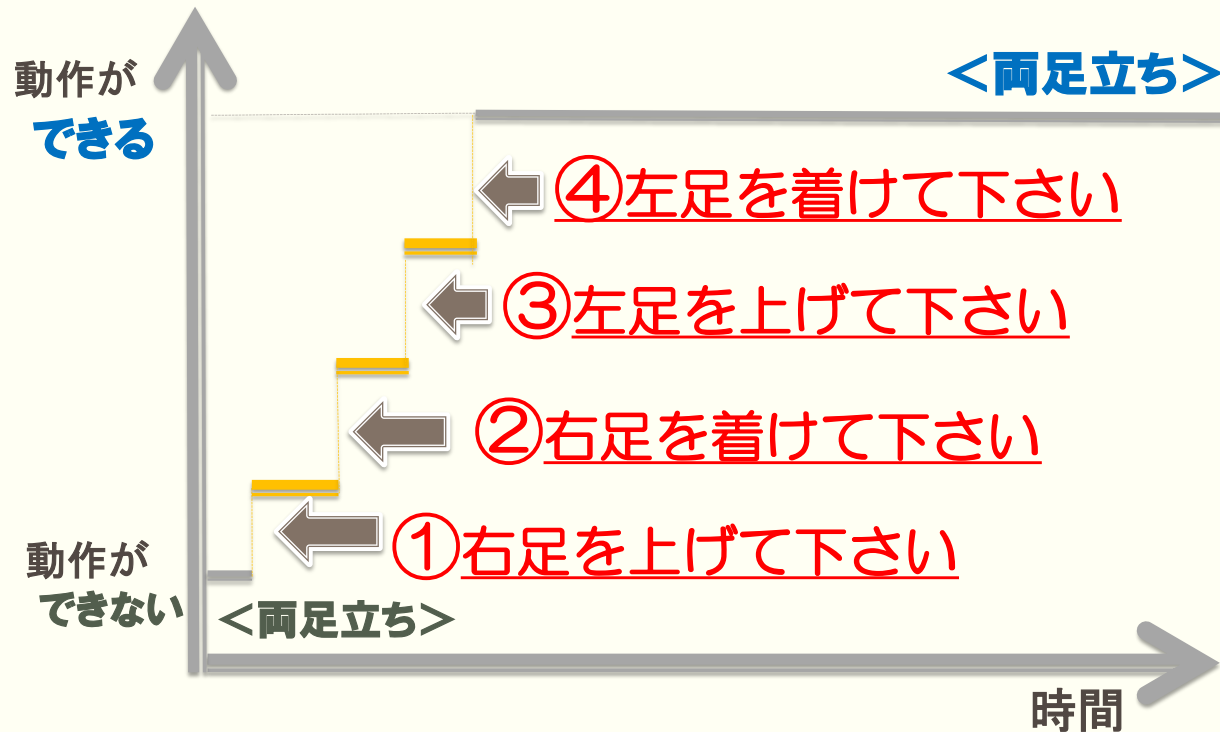 動作が
できる
＜両足立ち＞
④左足を着けて下さい
③左足を上げて下さい
②右足を着けて下さい
①右足を上げて下さい
動作が
できない
＜両足立ち＞
時間